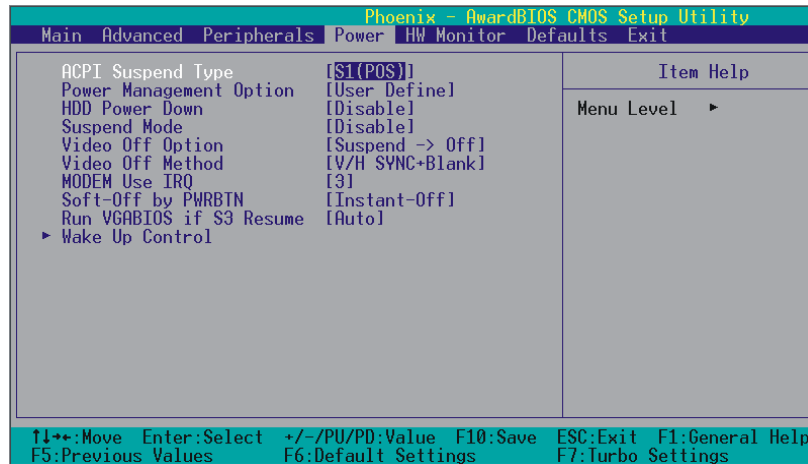 Phoenix - AwardBIOS CMOS Setup Utility
Main Advanced Peripherals Power HW Monitor Defaults Exit
ACPI Suspend Type [S1(POS)]
Item Help
Power Management Option [User Define]
HDD Power Down [Disable]
Menu Level ►
Suspend Mode [Disable]
Video Off Option [Suspend -> Off]
Video Off Method [V/H SYNC+Blank]
MODEM Use IRQ [3]
Soft-Off by PWRBTN [Instant-Off]
Run VGABIOS if S3 Resume [Auto]
► Wake Up Control
↑↓→←:Move Enter:Select +/-/PU/PD:Value F10:Save ESC:Exit F1:General Help
F5:Previous Values F6:Default Settings F7:Turbo Settings